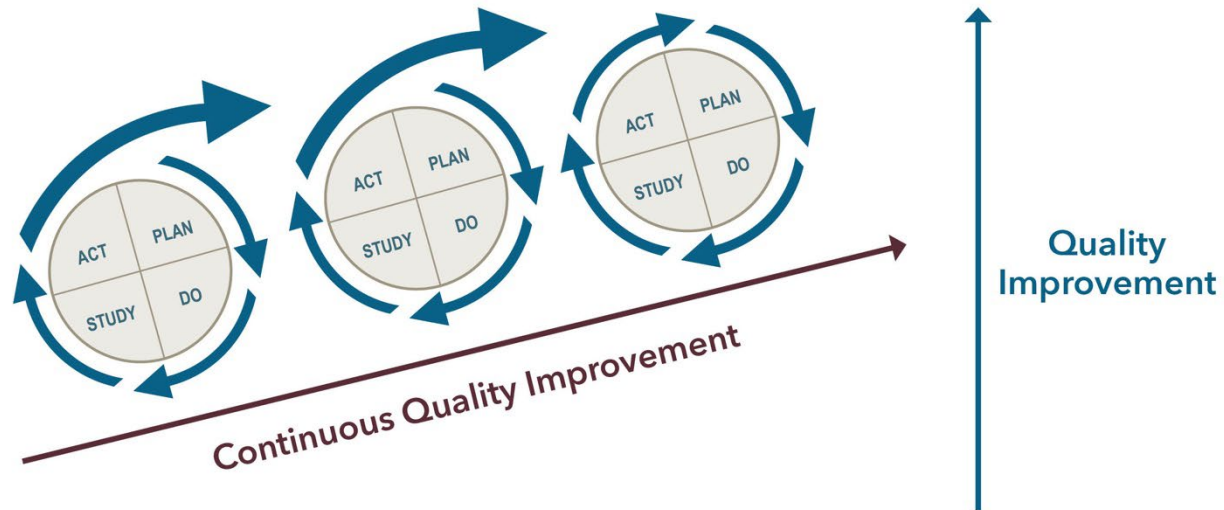 ACT
PLAN
STUDY
DO
ACT
PLAN
STUDY
DO
ACT
PLAN
STUDY
DO
Continuous Quality Improvement
Quality
Improvement